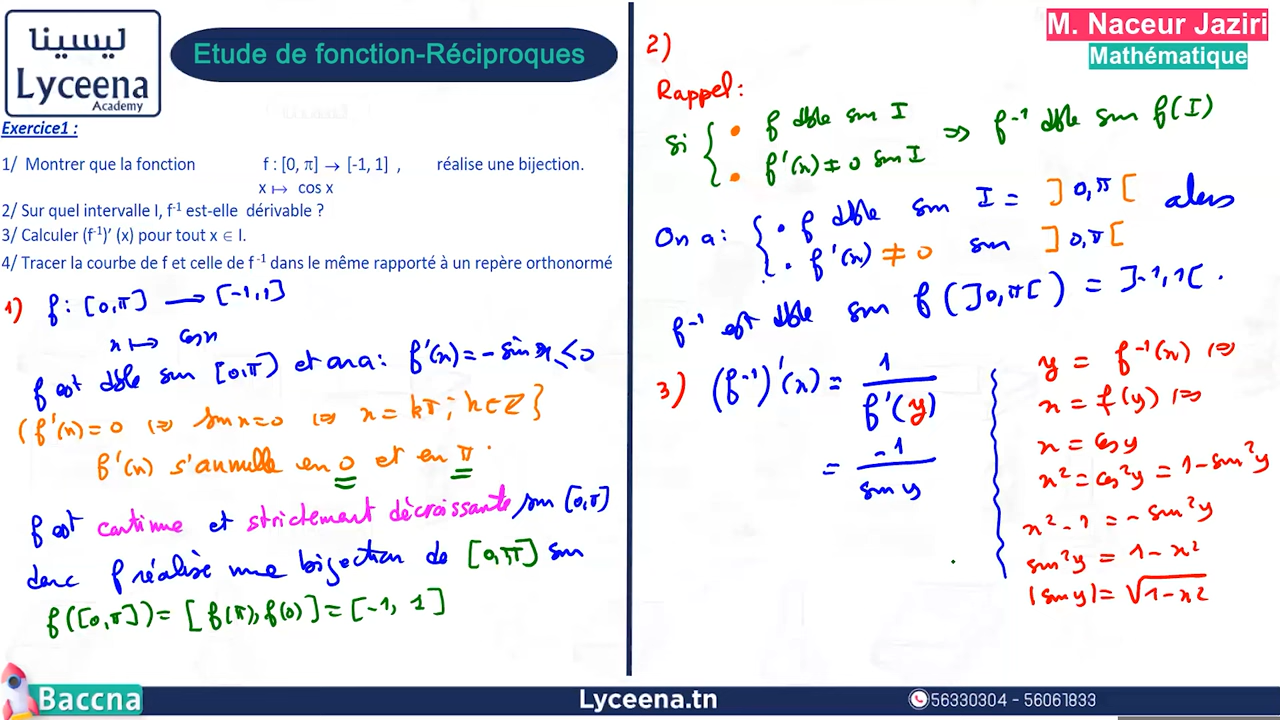 ليسينا
Lyceena
Academy
Etude de fonction-Réciproques
Exercice1 :
1/ Montrer que la fonction f : [0, π] → [-1, 1] , réalise une bijection.
x ↦ cos x
2/ Sur quel intervalle I, f⁻¹ est-elle dérivable ?
3/ Calculer (f⁻¹)' (x) pour tout x ∈ I.
4/ Tracer la courbe de f et celle de f⁻¹ dans le même rapporté à un repère orthonormé
1) f : [0,π] → [-1,1]
x ↦ cosx
f est dble sur [0,π] et on a : f'(x) = - sin x < 0
(f'(x) = 0 ⇔ sin x = 0 ⇔ x = kπ ; k ∈ Z}
f'(x) s'annulle en 0 et en π.
f est continue et strictement décroissante sur [0,π]
donc f réalise une bijection de [0,π] sur
f([0,π]) = [f(π), f(0)] = [-1, 1]
M. Naceur Jaziri
Mathématique
2)
Rappel :
Si { • f dble sur I
• f'(x) ≠ 0 sur I ⇒ f⁻¹ dble sur f(I)
On a : { • f dble sur I = ]0,π[ alors
• f'(x) ≠ 0 sur ]0,π[
f⁻¹ est dble sur f(]0,π[) = ]-1,1[.
3) (f⁻¹)'(x) = 1 / f'(y)
= -1 / sin y
y = f⁻¹(x) ⇔
x = f(y) ⇔
x = cos y
x² = cos²y = 1 - sin²y
x² - 1 = - sin²y
sin²y = 1 - x²
|sin y| = √(1-x²)
Baccna
Lyceena.tn
56330304 - 56061833